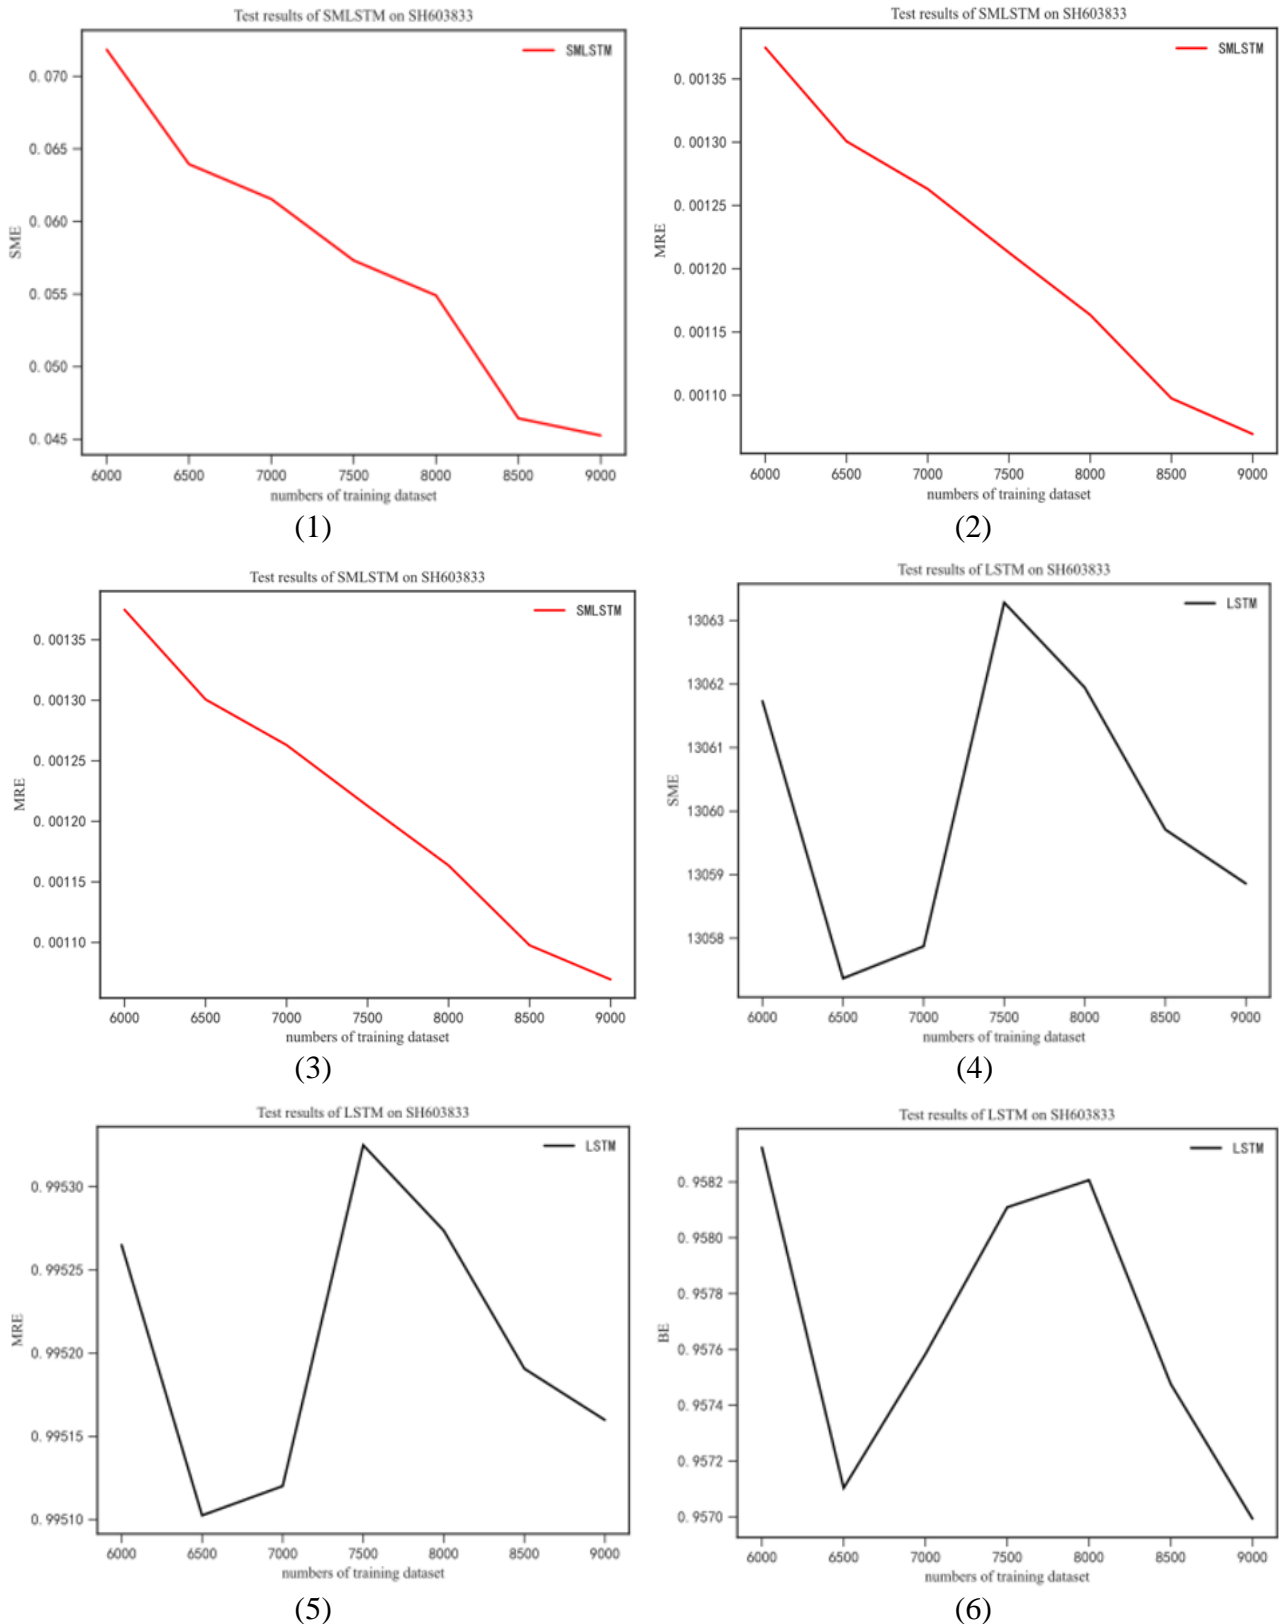 Test results of SMLSTM on SH603833
SMLSTM
0.070
0.065
0.060
0.055
0.050
0.045
SME
6000 6500 7000 7500 8000 8500 9000
numbers of training dataset
(1)
Test results of SMLSTM on SH603833
SMLSTM
0.00135
0.00130
0.00125
0.00120
0.00115
0.00110
MRE
6000 6500 7000 7500 8000 8500 9000
numbers of training dataset
(2)
Test results of SMLSTM on SH603833
SMLSTM
0.00135
0.00130
0.00125
0.00120
0.00115
0.00110
MRE
6000 6500 7000 7500 8000 8500 9000
numbers of training dataset
(3)
Test results of LSTM on SH603833
LSTM
13063
13062
13061
13060
13059
13058
SME
6000 6500 7000 7500 8000 8500 9000
numbers of training dataset
(4)
Test results of LSTM on SH603833
LSTM
0.99530
0.99525
0.99520
0.99515
0.99510
MRE
6000 6500 7000 7500 8000 8500 9000
numbers of training dataset
(5)
Test results of LSTM on SH603833
LSTM
0.9582
0.9580
0.9578
0.9576
0.9574
0.9572
0.9570
BE
6000 6500 7000 7500 8000 8500 9000
numbers of training dataset
(6)